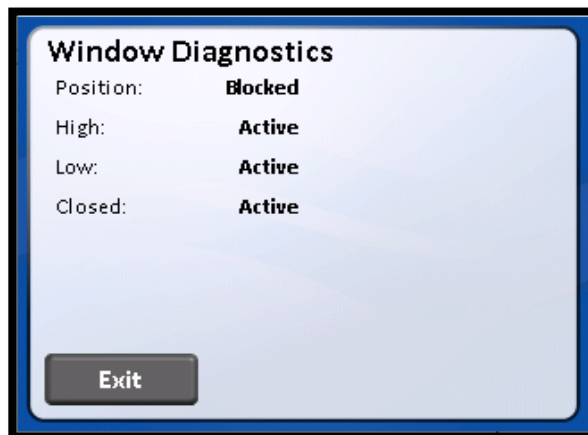 Window Diagnostics
Position: Blocked
High: Active
Low: Active
Closed: Active
Exit